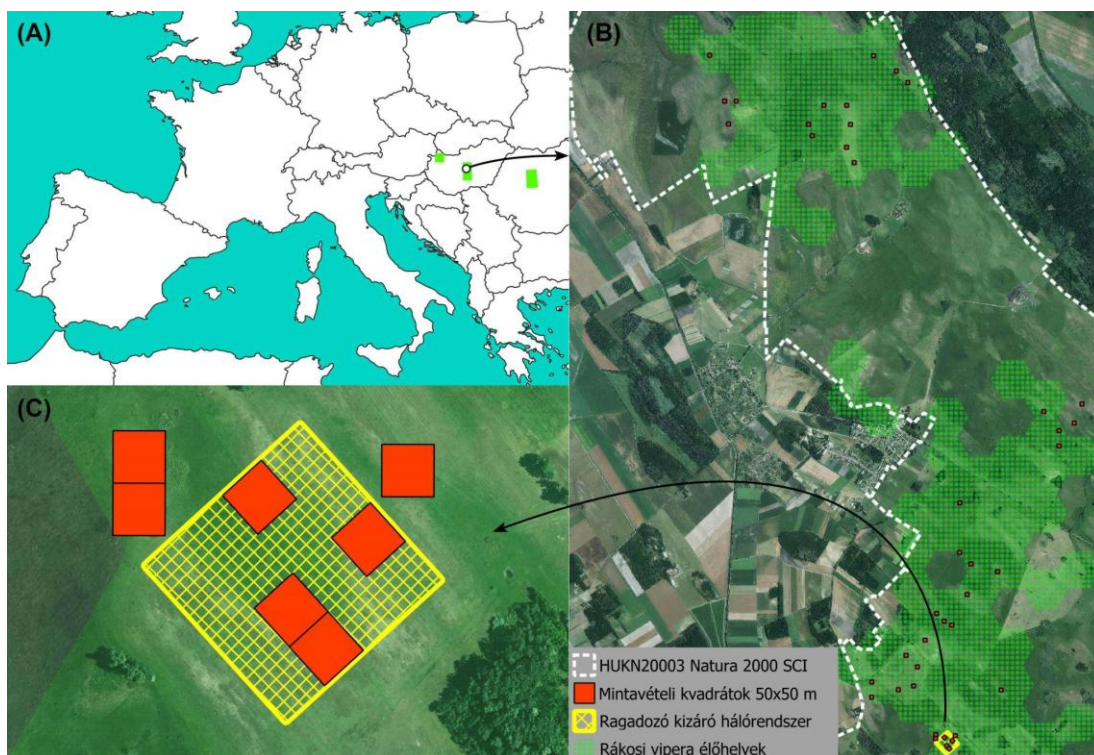 (A)
(B)
(C)
HUKN20003 Natura 2000 SCI
Mintavételi kvadrátok 50x50 m
Ragadozó kizáró hálórendszer
Rákosi vipera élőhelyek